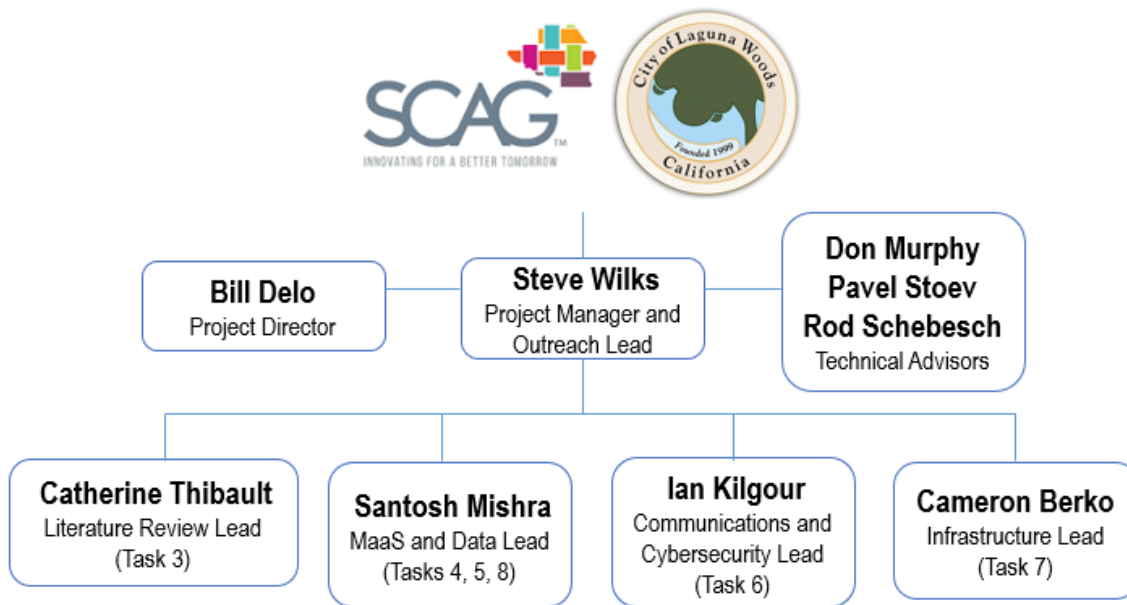 SCAG™
INNOVATING FOR A BETTER TOMORROW
City of Laguna Woods
Founded 1999
California
Bill Delo
Project Director
Steve Wilks
Project Manager and
Outreach Lead
Don Murphy
Pavel Stoev
Rod Schebesch
Technical Advisors
Catherine Thibault
Literature Review Lead
(Task 3)
Santosh Mishra
MaaS and Data Lead
(Tasks 4, 5, 8)
Ian Kilgour
Communications and
Cybersecurity Lead
(Task 6)
Cameron Berko
Infrastructure Lead
(Task 7)